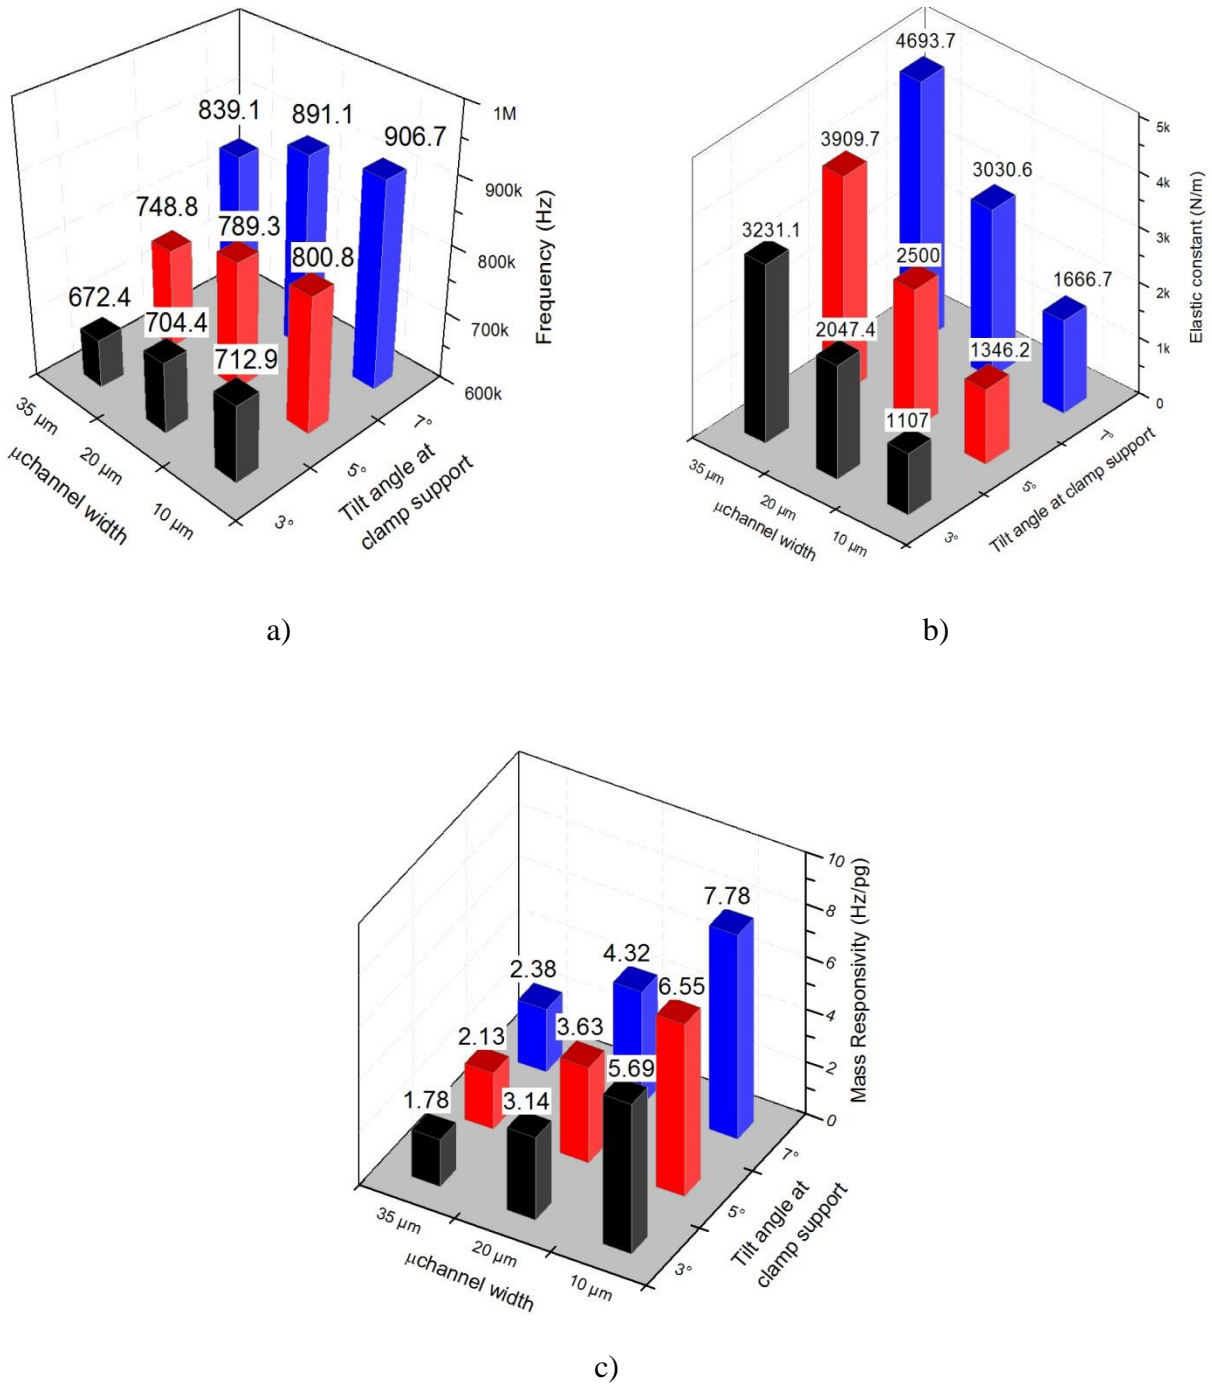 1M
839.1
891.1
906.7
900k
748.8
789.3
800.8
800k
672.4
704.4
712.9
700k
600k
Frequency (Hz)
35 µm
20 µm
10 µm
µchannel width
3°
5°
7°
Tilt angle at
clamp support
a)
4693.7
5k
3909.7
4k
3030.6
3231.1
3k
2500
2k
1666.7
2047.4
1346.2
1k
1107
0
Elastic constant (N/m)
35 µm
20 µm
10 µm
µchannel width
3°
5°
7°
Tilt angle at clamp support
b)
10
7.78
8
4.32
2.38
6.55
6
2.13
3.63
5.69
4
1.78
3.14
2
0
Mass Responsivity (Hz/pg)
35 µm
20 µm
10 µm
µchannel width
3°
5°
7°
Tilt angle at
clamp support
c)